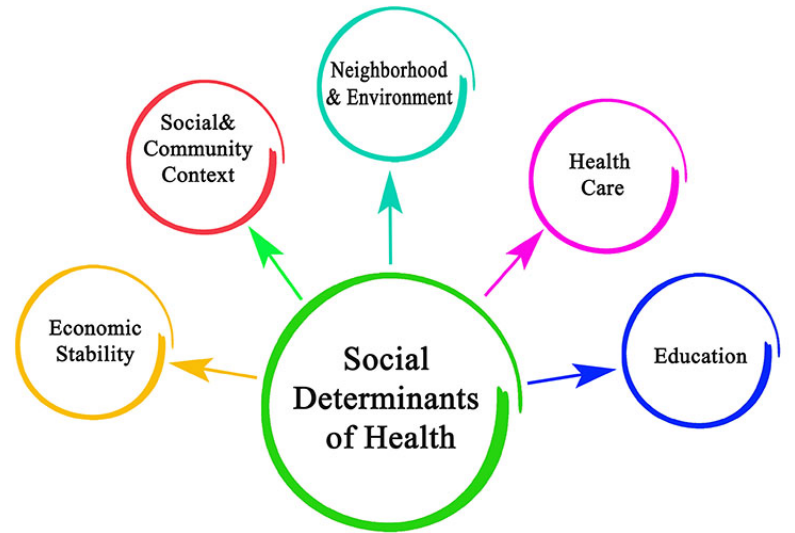 Neighborhood
& Environment
Social&
Community
Context
Health
Care
Economic
Stability
Education
Social
Determinants
of Health